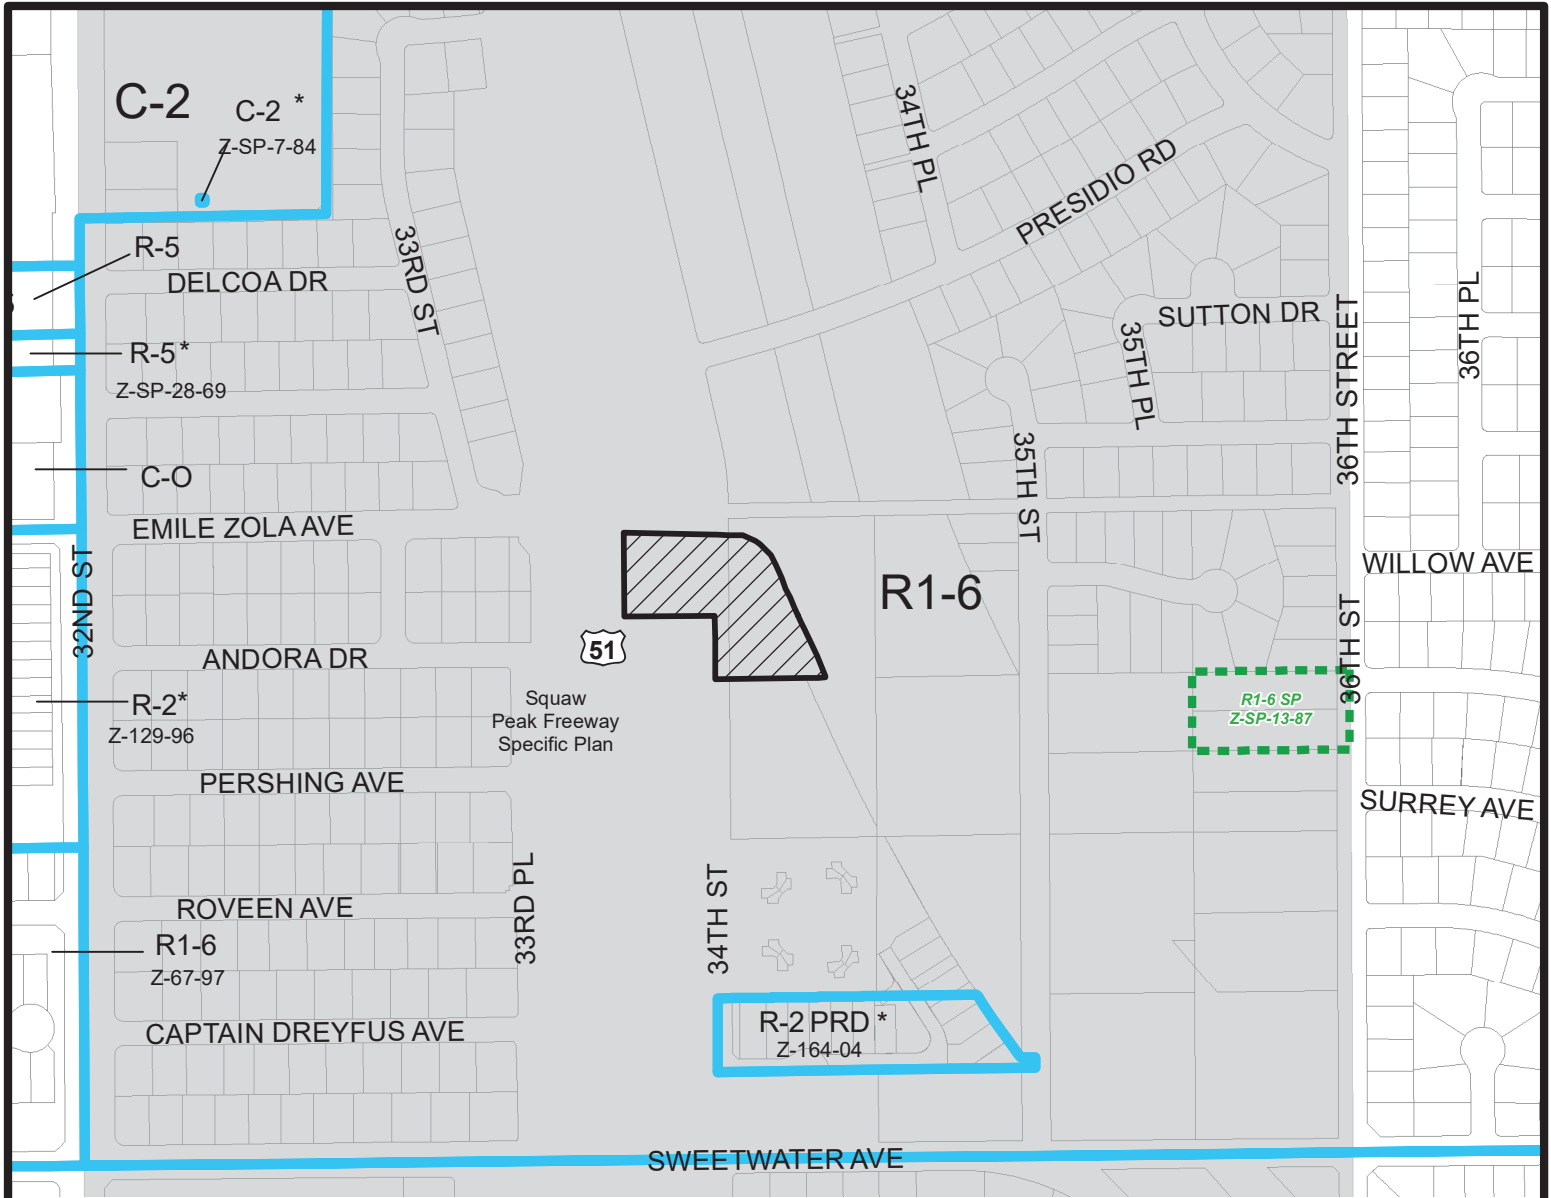 C-2
C-2 *
Z-SP-7-84
34TH PL
PRESIDIO RD
R-5
DELCOA DR
33RD ST
R-5*
Z-SP-28-69
SUTTON DR
35TH PL
36TH STREET
36TH PL
C-O
35TH ST
EMILE ZOLA AVE
32ND ST
R1-6
WILLOW AVE
36TH ST
51
ANDORA DR
R-2*
Z-129-96
Squaw
Peak Freeway
Specific Plan
R1-6 SP
Z-SP-13-87
PERSHING AVE
SURREY AVE
33RD PL
34TH ST
ROVEEN AVE
R1-6
Z-67-97
R-2 PRD *
Z-164-04
CAPTAIN DREYFUS AVE
SWEETWATER AVE